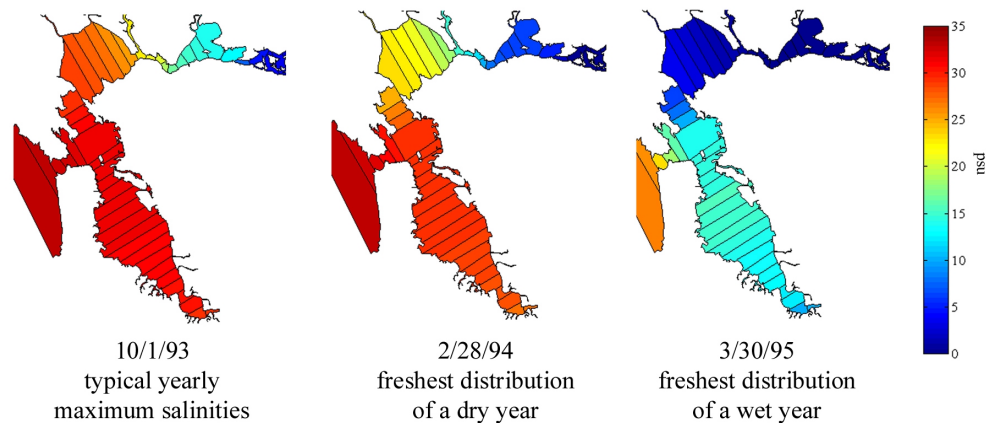 35
30
25
20
15
10
5
0
psu
10/1/93
typical yearly
maximum salinities
2/28/94
freshest distribution
of a dry year
3/30/95
freshest distribution
of a wet year